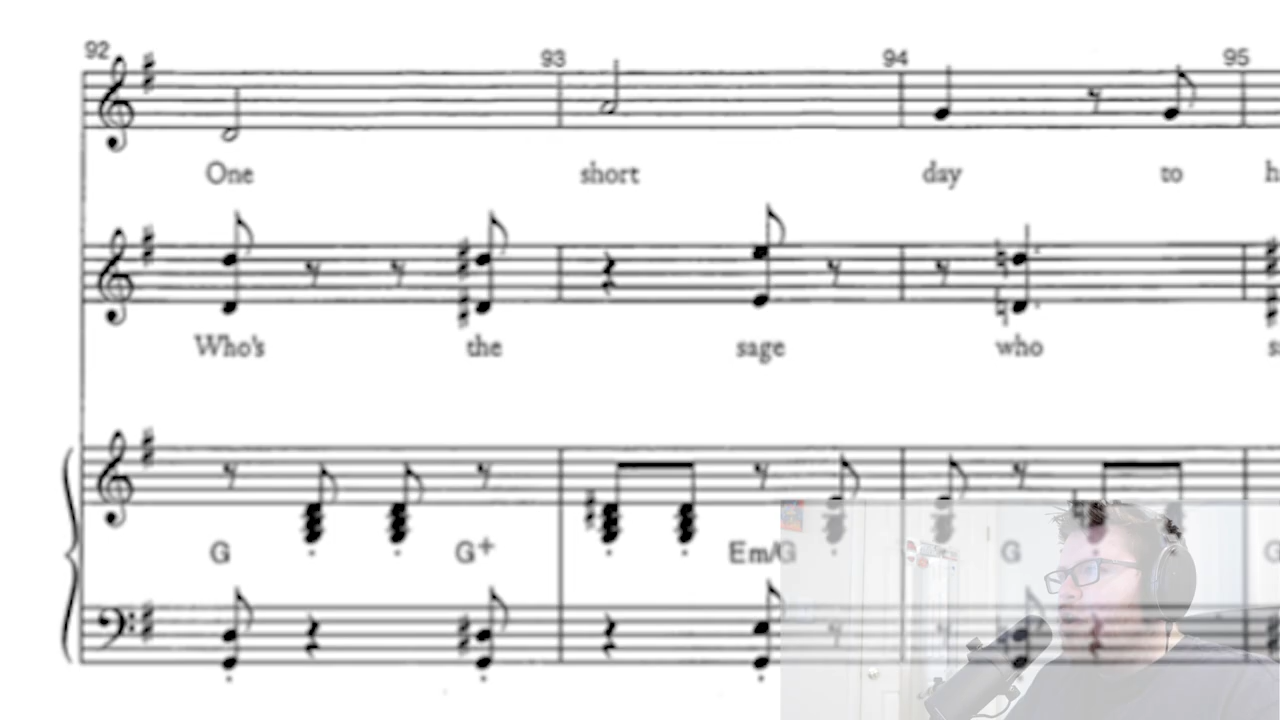 92 93 94 95
One short day to h
Who's the sage who s
G G+ Em/G G G